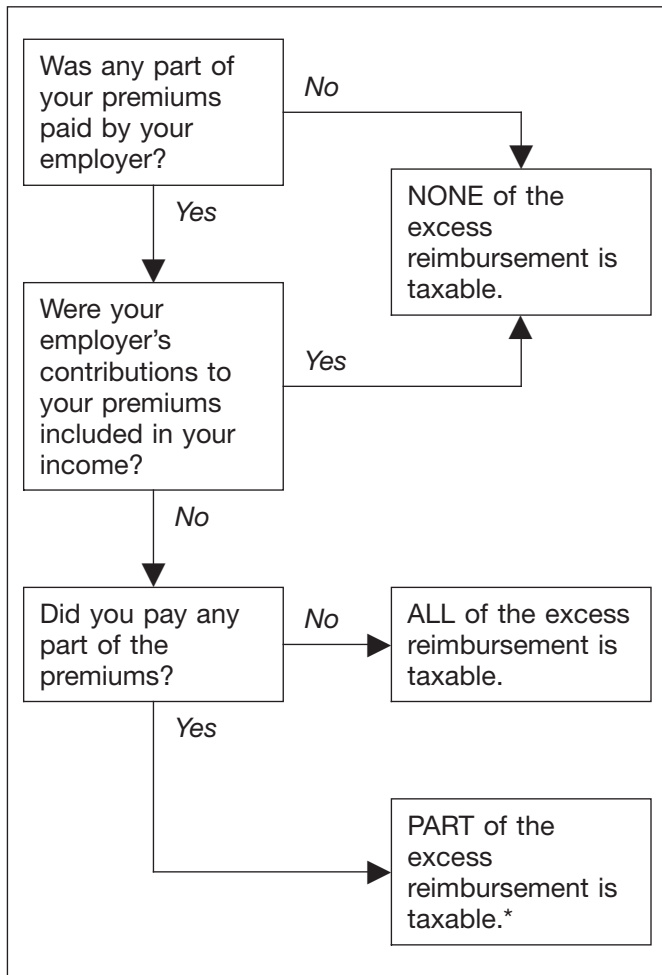 Was any part of
your premiums
paid by your
employer?
No
NONE of the
excess
reimbursement is
taxable.
Yes
Were your
employer’s
contributions to
your premiums
included in your
income?
Yes
No
Did you pay any
part of the
premiums?
No
ALL of the excess
reimbursement is
taxable.
Yes
PART of the
excess
reimbursement is
taxable.*